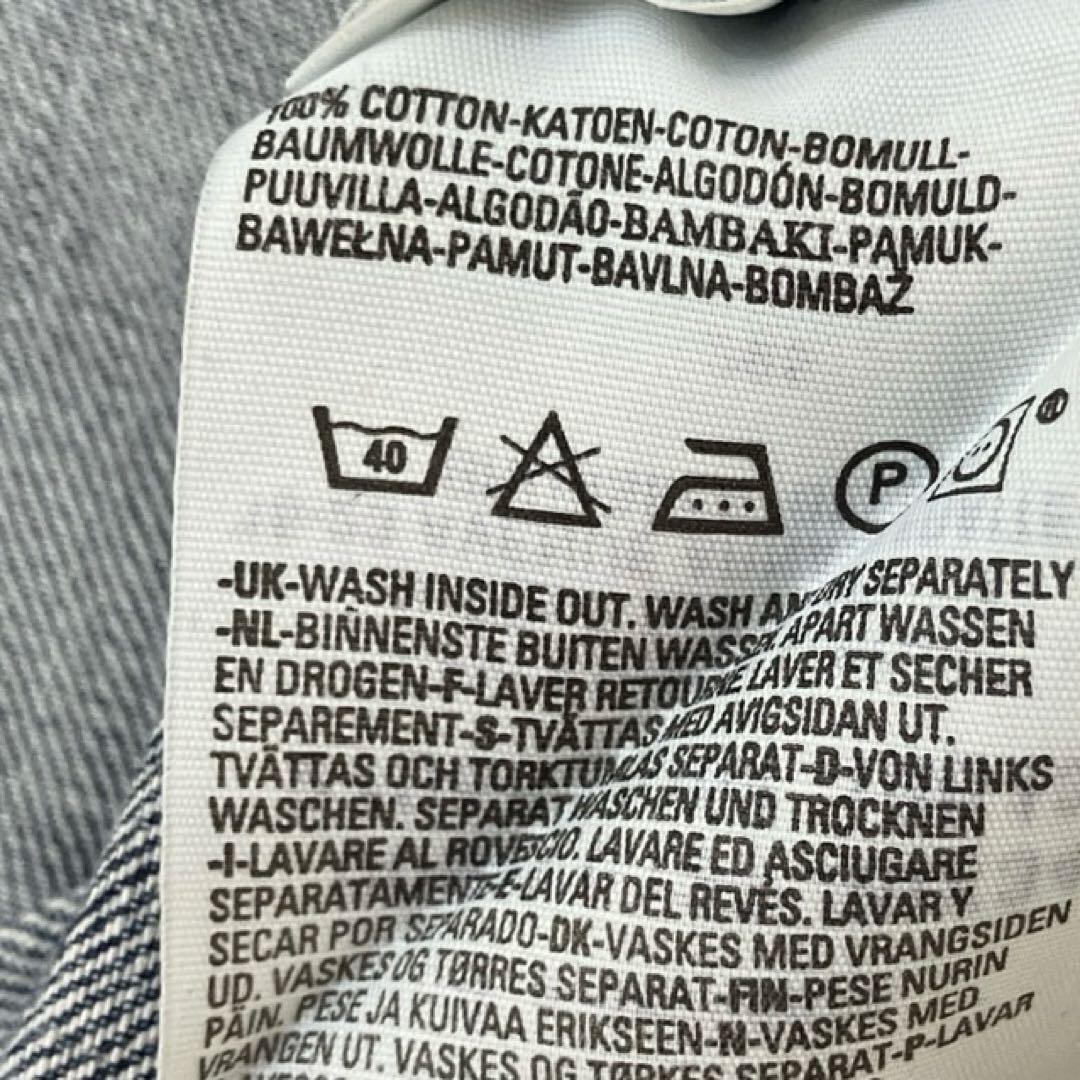 100% COTTON-KATOEN-COTON-BOMULL-
BAUMWOLLE-COTONE-ALGODÓN-BOMULD-
PUUVILLA-ALGODÃO-BAMBAKI-PAMUK-
BAWEŁNA-PAMUT-BAVLNA-BOMBAŽ
40 P ®
-UK-WASH INSIDE OUT. WASH AND DRY SEPARATELY
-NL-BINNENSTE BUITEN WASSEN. APART WASSEN
EN DROGEN-F-LAVER RETOURNE LAVER ET SECHER
SEPAREMENT-S-TVÄTTAS MED AVIGSIDAN UT.
TVÄTTAS OCH TORKTUMLAS SEPARAT-D-VON LINKS
WASCHEN. SEPARAT WASCHEN UND TROCKNEN
-I-LAVARE AL ROVESCIO. LAVARE ED ASCIUGARE
SEPARATAMENTE-E-LAVAR DEL REVÉS. LAVAR Y
SECAR POR SEPARADO-DK-VASKES MED VRANGSIDEN
UD. VASKES OG TØRRES SEPARAT-FIN-PESE NURIN
PÄIN. PESE JA KUIVAA ERIKSEEN-N-VASKES MED
VRANGEN UT. VASKES OG TØRKES SEPARAT-P-LAVAR